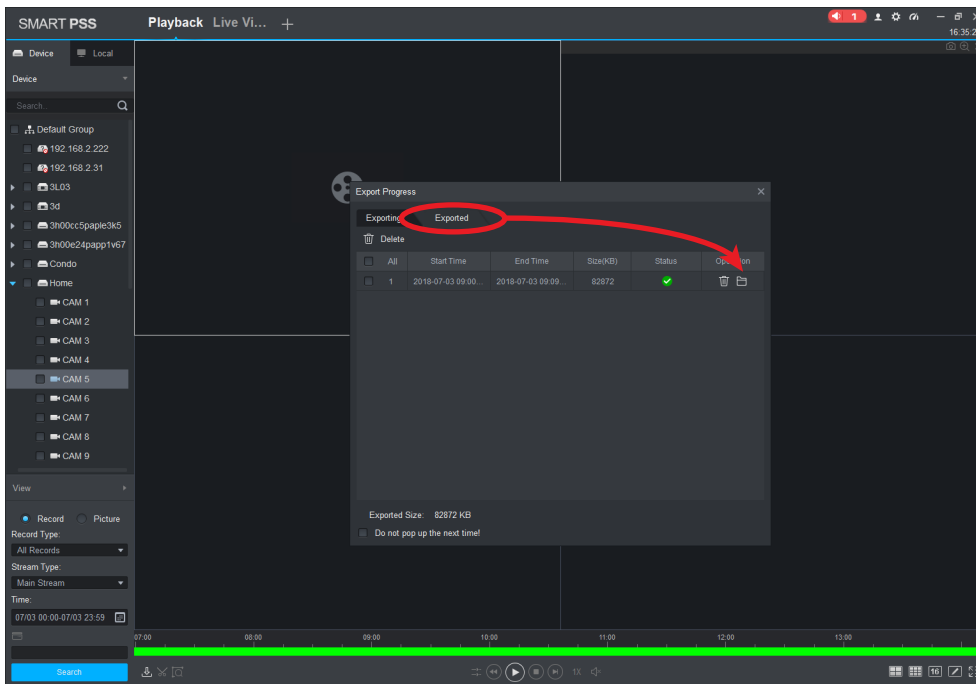 SMART PSS
Playback Live Vi...
1
16:35:2
Device Local
Device
Search..
Default Group
192.168.2.222
192.168.2.31
3L03
3d
3h00cc5paple3k5
3h00e24papp1v67
Condo
Home
CAM 1
CAM 2
CAM 3
CAM 4
CAM 5
CAM 6
CAM 7
CAM 8
CAM 9
View
Record Picture
Record Type:
All Records
Stream Type:
Main Stream
Time:
07/03 00:00-07/03 23:59
Search
Export Progress
Exporting Exported
Delete
All Start Time End Time Size(KB) Status
1 2018-07-03 09:00... 2018-07-03 09:09... 82872
Exported Size: 82872 KB
Do not pop up the next time!
07:00 08:00 09:00 10:00 11:00 12:00 13:00
1X
16